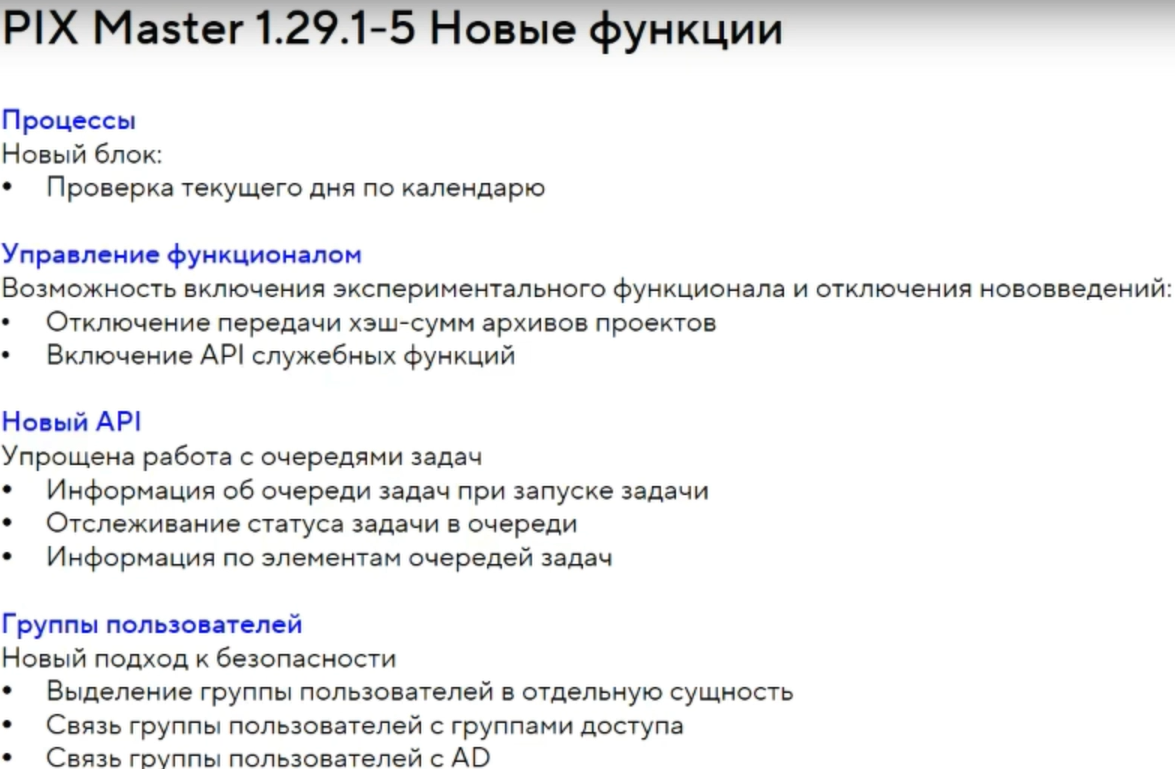 PIX Master 1.29.1-5 Новые функции
Процессы
Новый блок:
• Проверка текущего дня по календарю
Управление функционалом
Возможность включения экспериментального функционала и отключения нововведений:
• Отключение передачи хэш-сумм архивов проектов
• Включение API служебных функций
Новый API
Упрощена работа с очередями задач
• Информация об очереди задач при запуске задачи
• Отслеживание статуса задачи в очереди
• Информация по элементам очередей задач
Группы пользователей
Новый подход к безопасности
• Выделение группы пользователей в отдельную сущность
• Связь группы пользователей с группами доступа
• Связь группы пользователей с AD